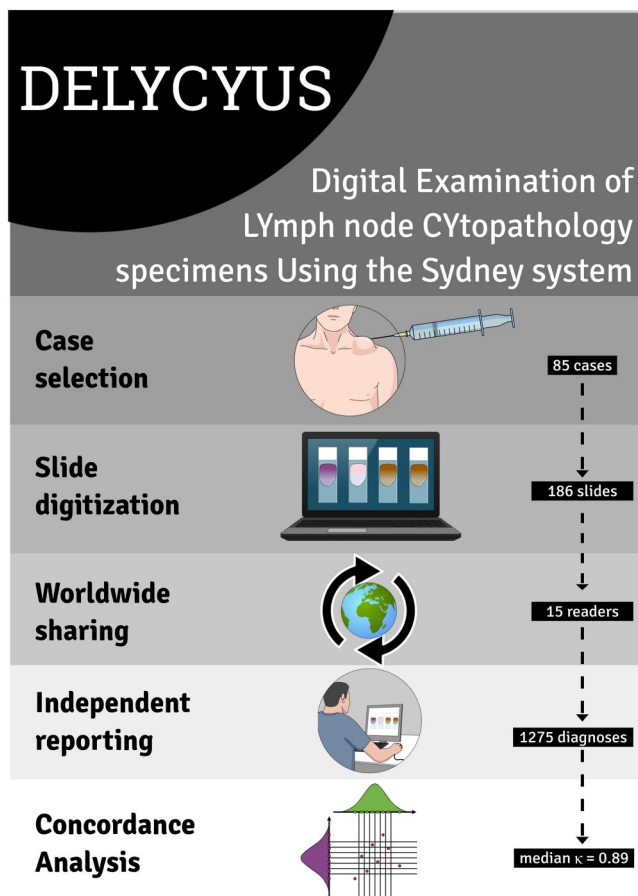 DELYCYUS
Digital Examination of
LYmph node CYtopathology
specimens Using the Sydney system
Case
selection
85 cases
Slide
digitization
186 slides
Worldwide
sharing
15 readers
Independent
reporting
1275 diagnoses
Concordance
Analysis
median κ = 0.89